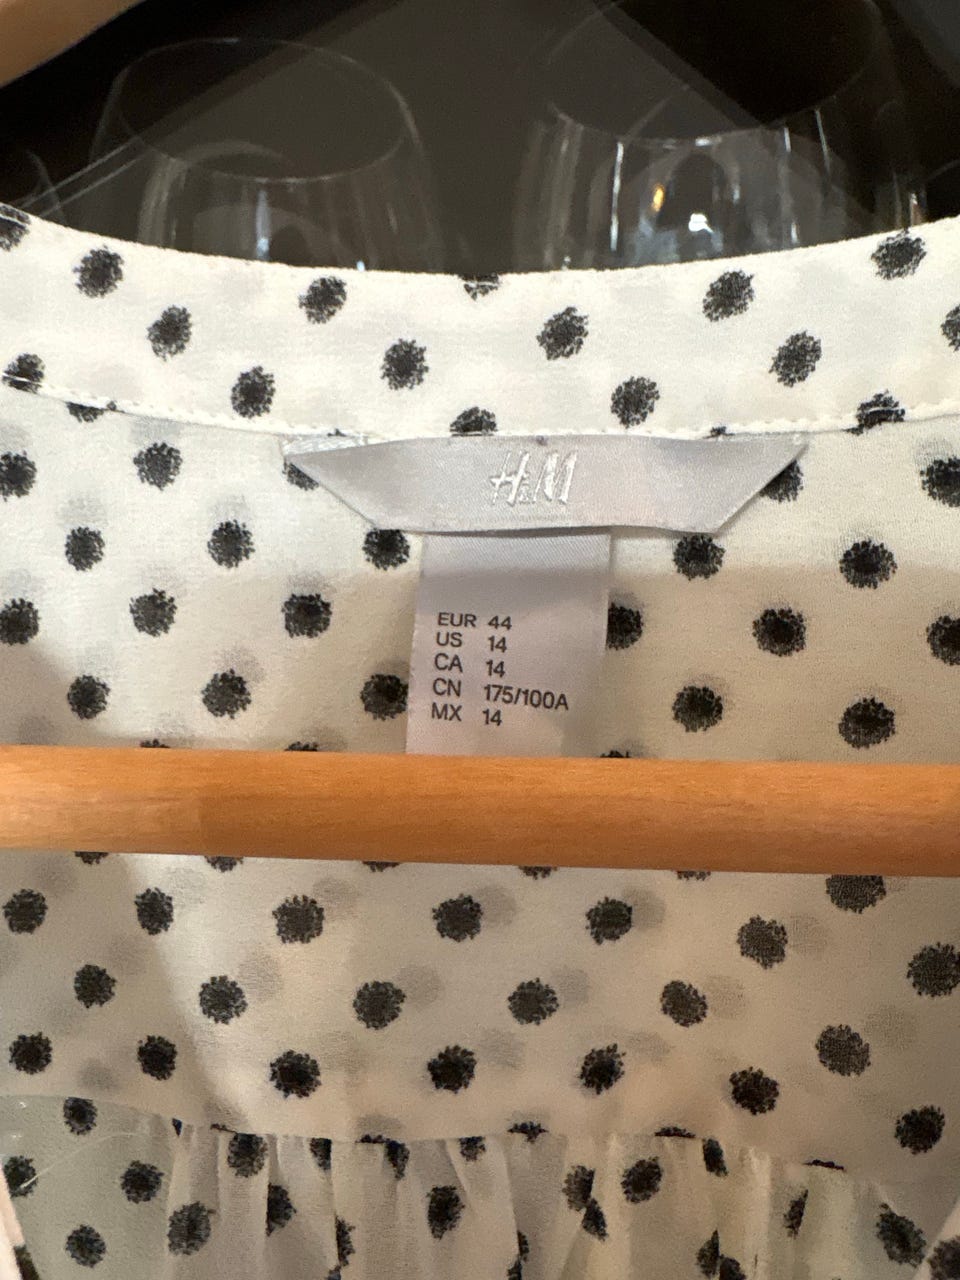 H&M
EUR 44
US 14
CA 14
CN 175/100A
MX 14